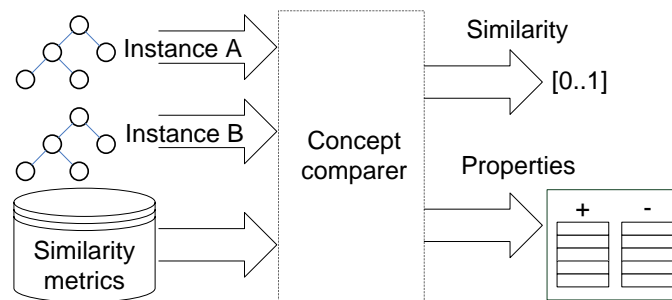 Instance A
Instance B
Similarity
metrics
Concept
comparer
Similarity
[0..1]
Properties
+ -